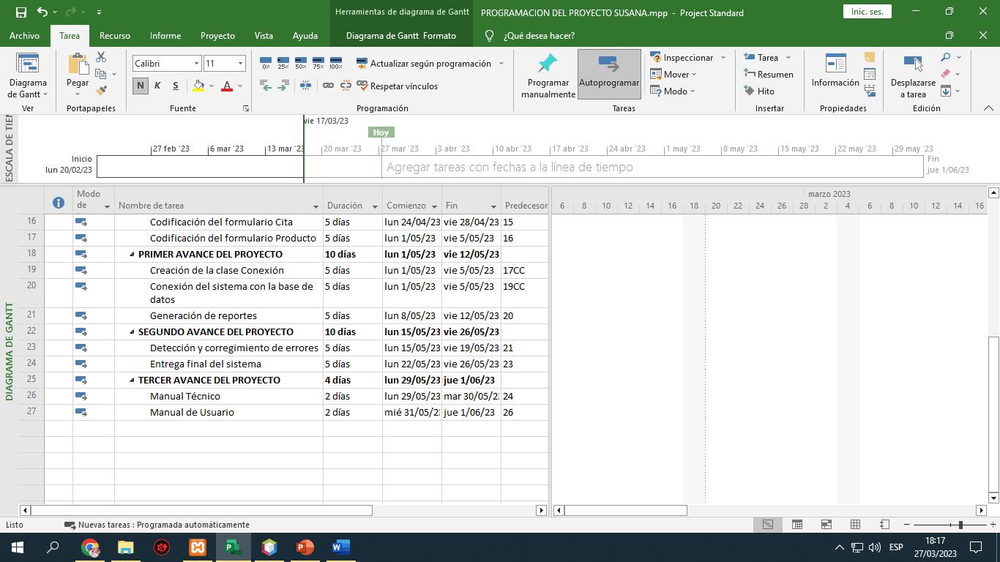 Herramientas de diagrama de Gantt PROGRAMACION DEL PROYECTO SUSANA.mpp - Project Standard Inic. ses.
Archivo Tarea Recurso Informe Proyecto Vista Ayuda Diagrama de Gantt Formato ¿Qué desea hacer?
Diagrama de Gantt
Ver
Pegar
Portapapeles
Calibri 11
N K S A
Fuente
0% 25% 50% 75% 100%
Actualizar según programación
Respetar vínculos
Programación
Programar manualmente
Autoprogramar
Inspeccionar
Mover
Modo
Tareas
Tarea
Resumen
Hito
Insertar
Información
Propiedades
Desplazarse a tarea
Edición
ESCALA DE TIEM
vie 17/03/23
Hoy
27 feb '23 6 mar '23 13 mar '23 20 mar '23 27 mar '23 3 abr '23 10 abr '23 17 abr '23 24 abr '23 1 may '23 8 may '23 15 may '23 22 may '23 29 may '23
Inicio
lun 20/02/23
Agregar tareas con fechas a la línea de tiempo
Fin
jue 1/06/23
DIAGRAMA DE GANTT
Modo de
Nombre de tarea Duración Comienzo Fin Predecesor
marzo 2023
6 8 10 12 14 16 18 20 22 24 26 28 2 4 6 8 10 12 14 16
16 Codificación del formulario Cita 5 días lun 24/04/23 vie 28/04/23 15
17 Codificación del formulario Producto 5 días lun 1/05/23 vie 5/05/23 16
18 PRIMER AVANCE DEL PROYECTO 10 días lun 1/05/23 vie 12/05/23
19 Creación de la clase Conexión 5 días lun 1/05/23 vie 5/05/23 17CC
20 Conexión del sistema con la base de 5 días lun 1/05/23 vie 5/05/23 19CC
datos
21 Generación de reportes 5 días lun 8/05/23 vie 12/05/23 20
22 SEGUNDO AVANCE DEL PROYECTO 10 días lun 15/05/23 vie 26/05/23
23 Detección y corregimiento de errores 5 días lun 15/05/23 vie 19/05/23 21
24 Entrega final del sistema 5 días lun 22/05/23 vie 26/05/23 23
25 TERCER AVANCE DEL PROYECTO 4 días lun 29/05/23 jue 1/06/23
26 Manual Técnico 2 días lun 29/05/23 mar 30/05/2 24
27 Manual de Usuario 2 días mié 31/05/2 jue 1/06/23 26
Listo Nuevas tareas : Programada automáticamente
ESP
18:17
27/03/2023